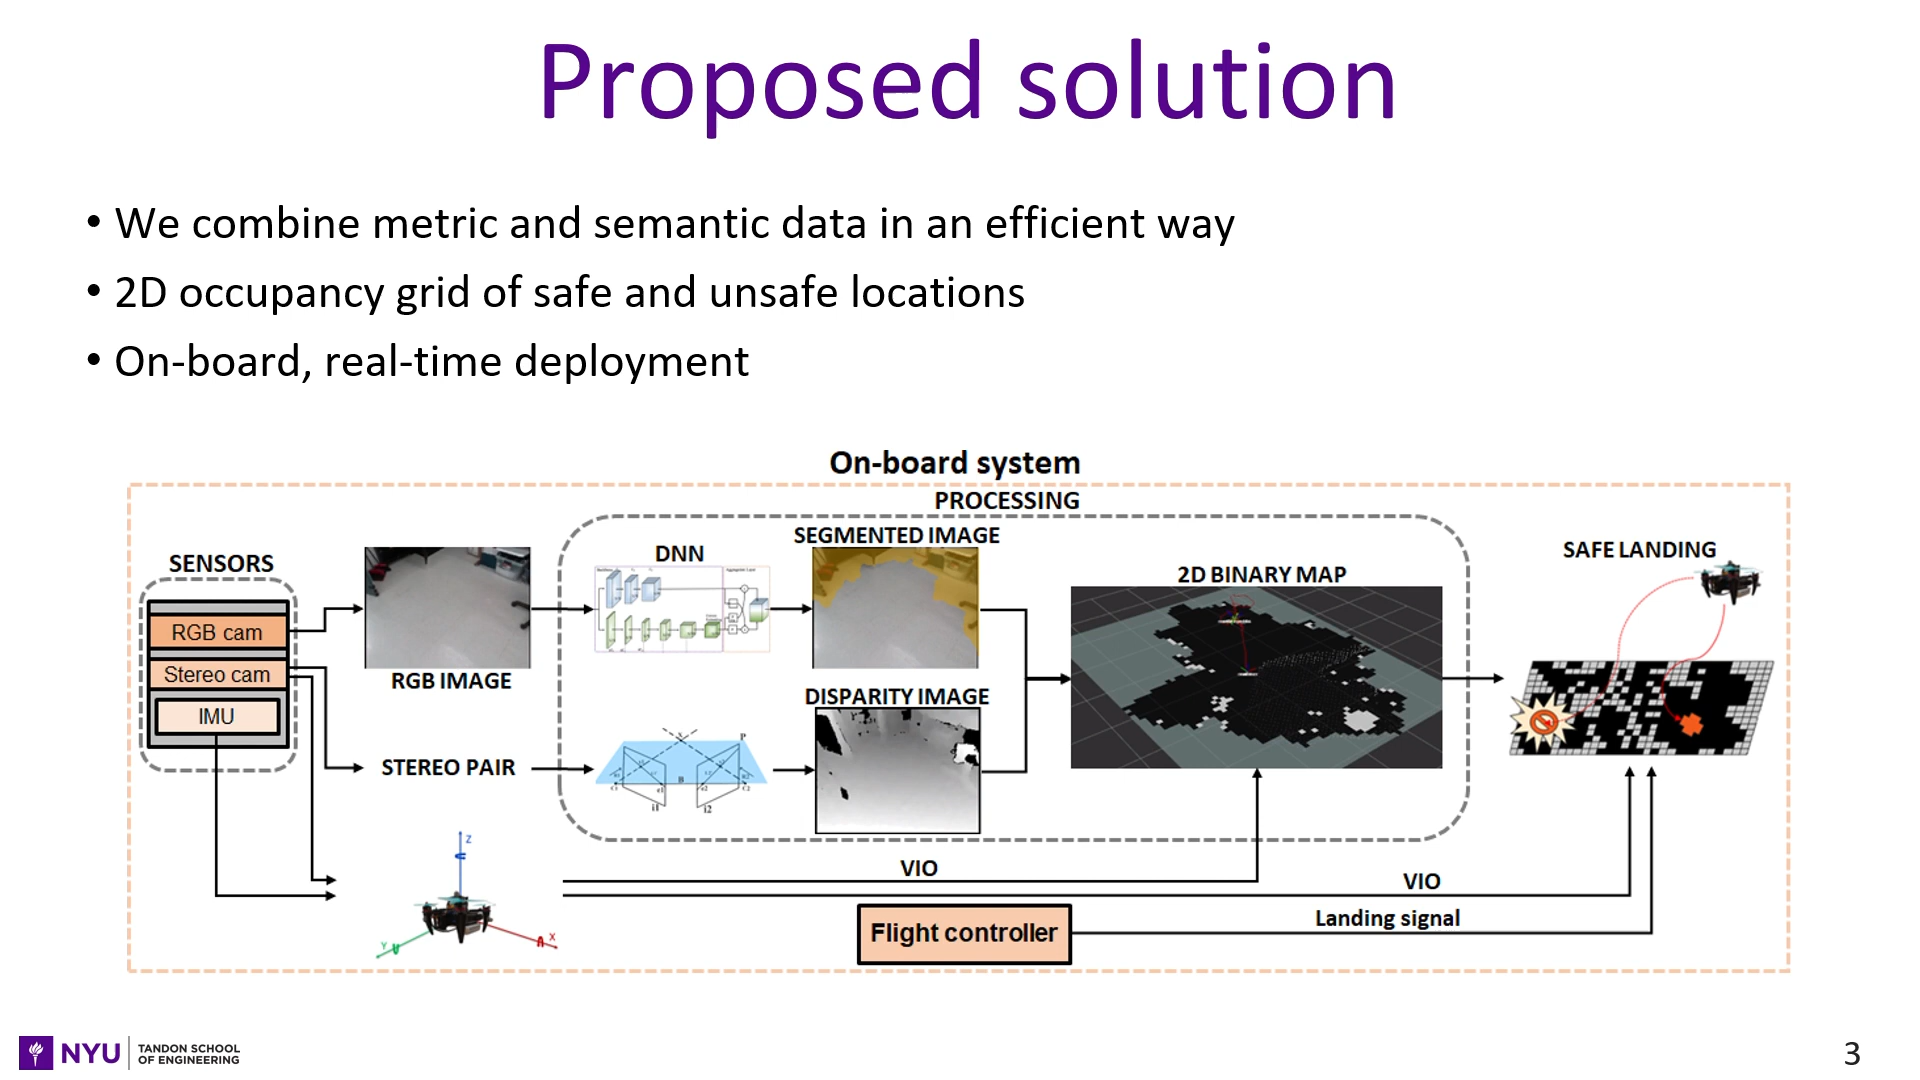 Proposed solution
• We combine metric and semantic data in an efficient way
• 2D occupancy grid of safe and unsafe locations
• On-board, real-time deployment
On-board system
PROCESSING
SENSORS
RGB cam
Stereo cam
IMU
RGB IMAGE
STEREO PAIR
DNN
SEGMENTED IMAGE
DISPARITY IMAGE
2D BINARY MAP
SAFE LANDING
P
B
i1
i2
Z
Y
X
VIO
VIO
Landing signal
Flight controller
NYU
TANDON SCHOOL
OF ENGINEERING
3